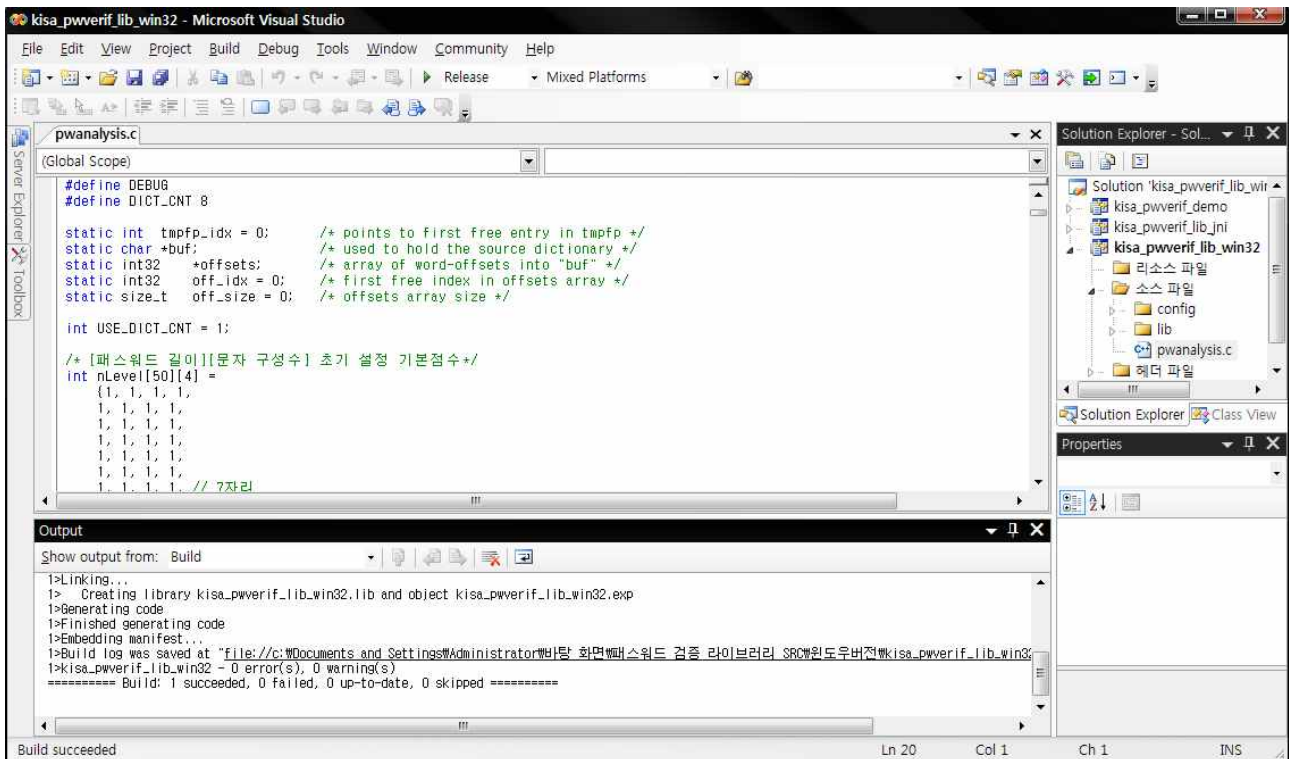 kisa_pwverif_lib_win32 - Microsoft Visual Studio
File Edit View Project Build Debug Tools Window Community Help
Release Mixed Platforms
Server Explorer
Toolbox
pwanalysis.c
(Global Scope)
#define DEBUG
#define DICT_CNT 8
static int tmpfp_idx = 0; /* points to first free entry in tmpfp */
static char *buf; /* used to hold the source dictionary */
static int32 *offsets; /* array of word-offsets into "buf" */
static int32 off_idx = 0; /* first free index in offsets array */
static size_t off_size = 0; /* offsets array size */
int USE_DICT_CNT = 1;
/* [패스워드 길이][문자 구성수] 초기 설정 기본점수*/
int nLevel[50][4] =
{1, 1, 1, 1,
1, 1, 1, 1,
1, 1, 1, 1,
1, 1, 1, 1,
1, 1, 1, 1,
1, 1, 1, 1,
1, 1, 1, 1, // 7자리
Output
Show output from: Build
1>Linking...
1> Creating library kisa_pwverif_lib_win32.lib and object kisa_pwverif_lib_win32.exp
1>Generating code
1>Finished generating code
1>Embedding manifest...
1>Build log was saved at "file://c:₩Documents and Settings₩Administrator₩바탕 화면₩패스워드 검증 라이브러리 SRC₩윈도우버전₩kisa_pwverif_lib_win32
1>kisa_pwverif_lib_win32 - 0 error(s), 0 warning(s)
========== Build: 1 succeeded, 0 failed, 0 up-to-date, 0 skipped ==========
Solution Explorer - Sol...
Solution 'kisa_pwverif_lib_wir
kisa_pwverif_demo
kisa_pwverif_lib_jni
kisa_pwverif_lib_win32
리소스 파일
소스 파일
config
lib
pwanalysis.c
헤더 파일
Solution Explorer Class View
Properties
Build succeeded Ln 20 Col 1 Ch 1 INS